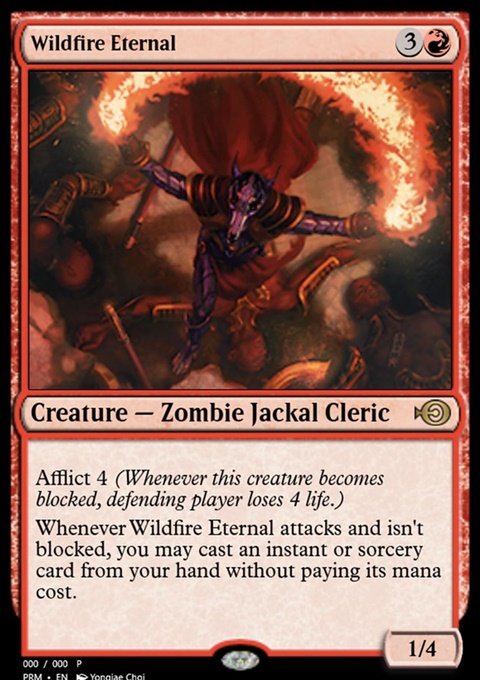 Wildfire Eternal 3
Creature — Zombie Jackal Cleric
Afflict 4 (Whenever this creature becomes
blocked, defending player loses 4 life.)
Whenever Wildfire Eternal attacks and isn't
blocked, you may cast an instant or sorcery
card from your hand without paying its mana
cost.
1/4
000 / 000 P
PRM • EN Yongjae Choi